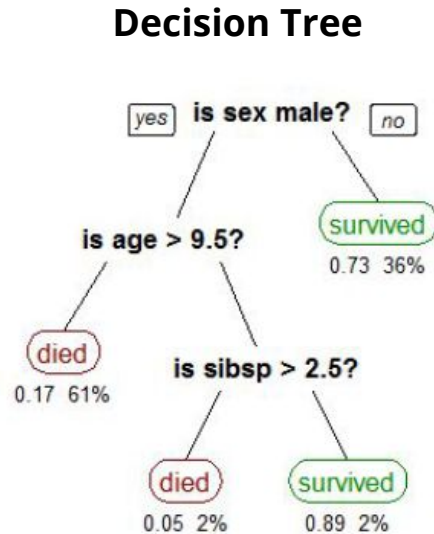 Decision Tree
yes is sex male? no
survived
0.73 36%
is age > 9.5?
died
0.17 61%
is sibsp > 2.5?
died survived
0.05 2% 0.89 2%